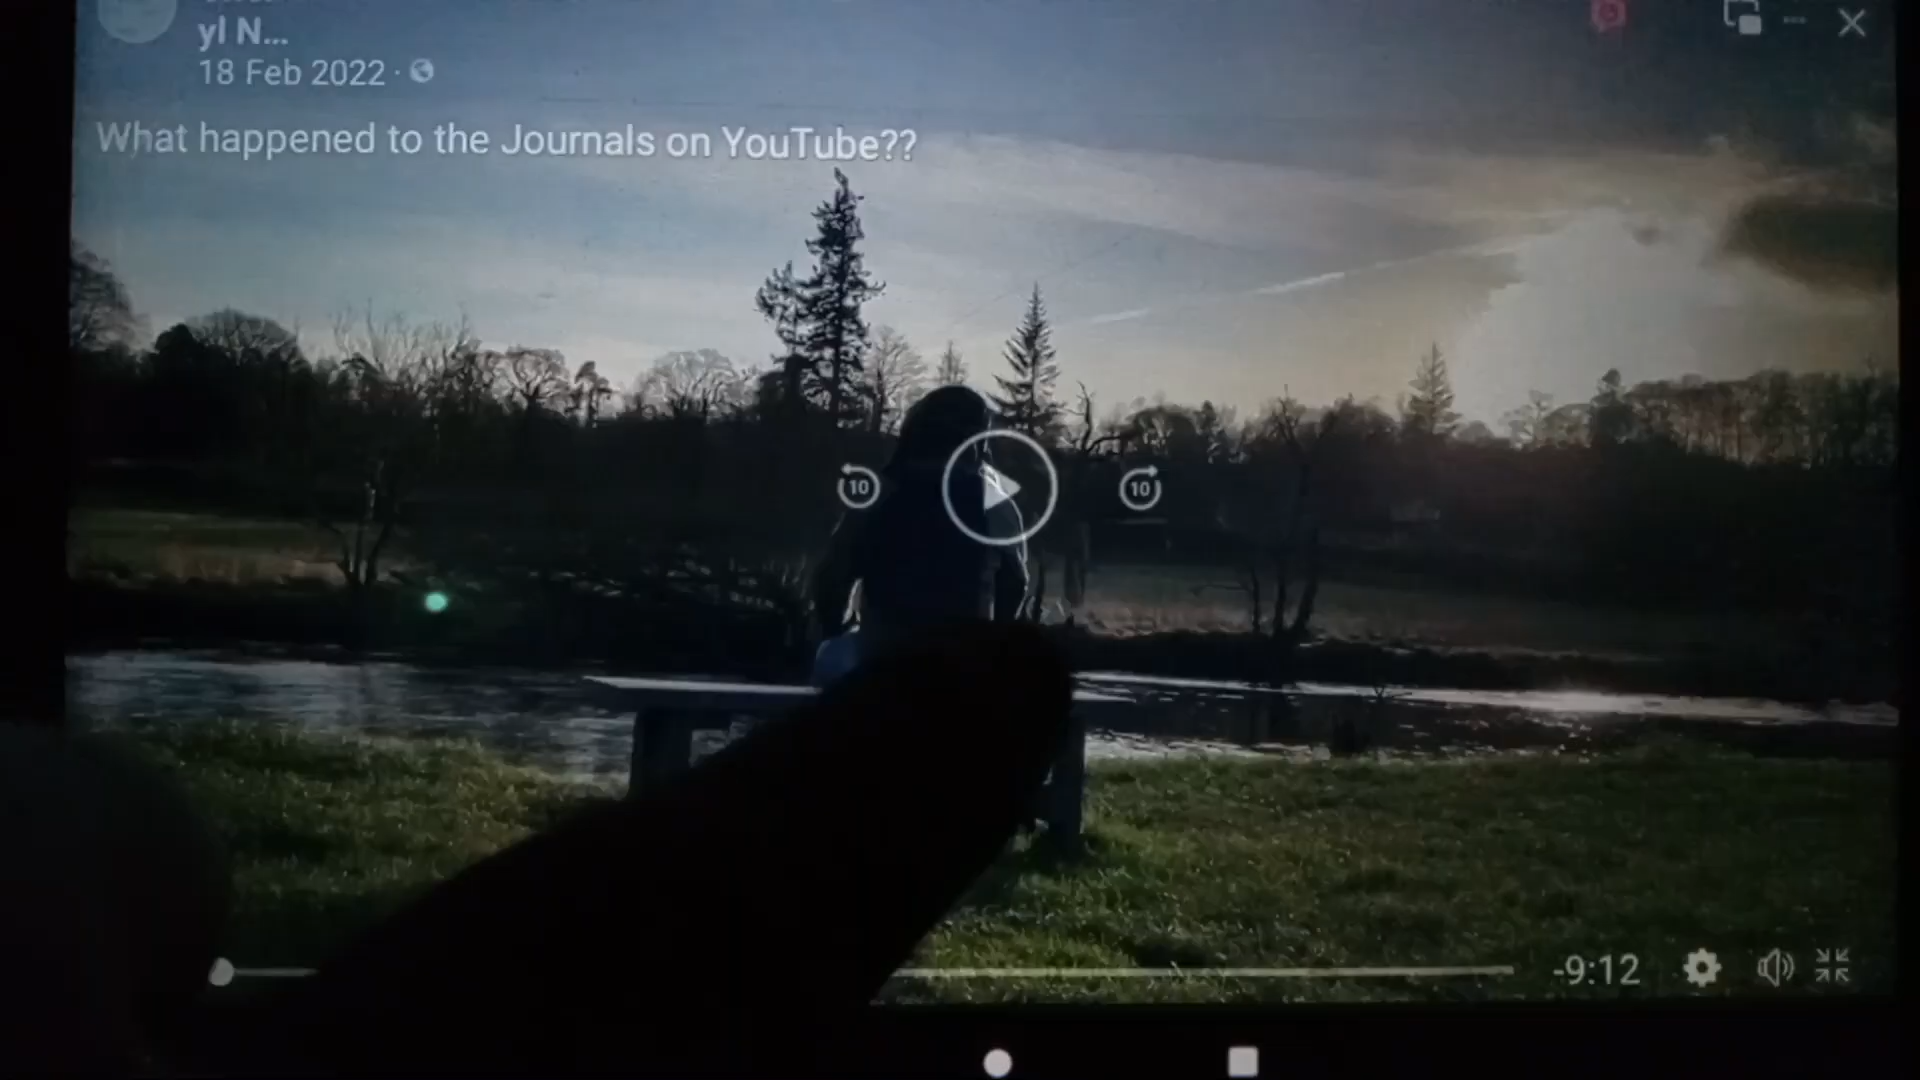 yl N...
18 Feb 2022 ·
What happened to the Journals on YouTube??
10
10
-9:12